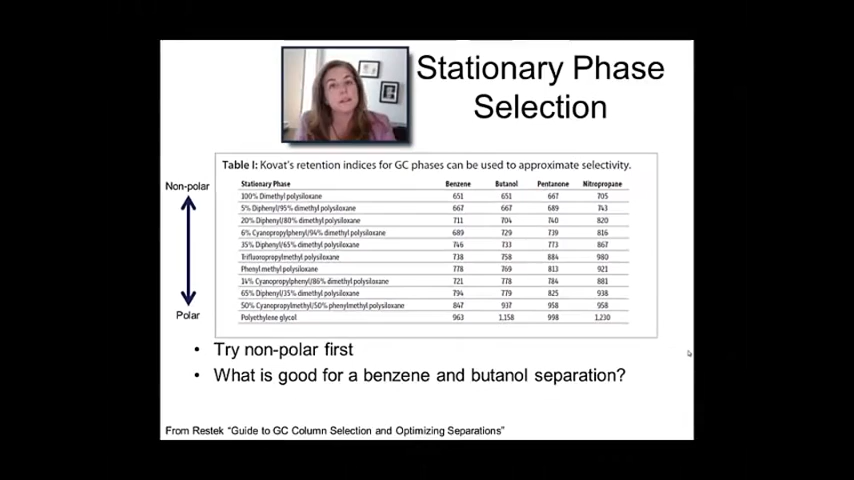 Stationary Phase
Selection
Table I: Kovat's retention indices for GC phases can be used to approximate selectivity.
Non-polar
Stationary Phase Benzene Butanol Pentanone Nitropropane
100% Dimethyl polysiloxane 651 651 667 705
5% Diphenyl/95% dimethyl polysiloxane 667 667 689 743
20% Diphenyl/80% dimethyl polysiloxane 711 704 740 820
6% Cyanopropylphenyl/94% dimethyl polysiloxane 689 729 739 816
35% Diphenyl/65% dimethyl polysiloxane 746 733 773 867
Trifluoropropylmethyl polysiloxane 738 758 884 980
Phenyl methyl polysiloxane 778 769 813 921
14% Cyanopropylphenyl/86% dimethyl polysiloxane 721 778 784 881
65% Diphenyl/35% dimethyl polysiloxane 794 779 825 938
50% Cyanopropylmethyl/50% phenylmethyl polysiloxane 847 937 958 958
Polyethylene glycol 963 1,158 998 1,230
Polar
• Try non-polar first
• What is good for a benzene and butanol separation?
From Restek "Guide to GC Column Selection and Optimizing Separations"